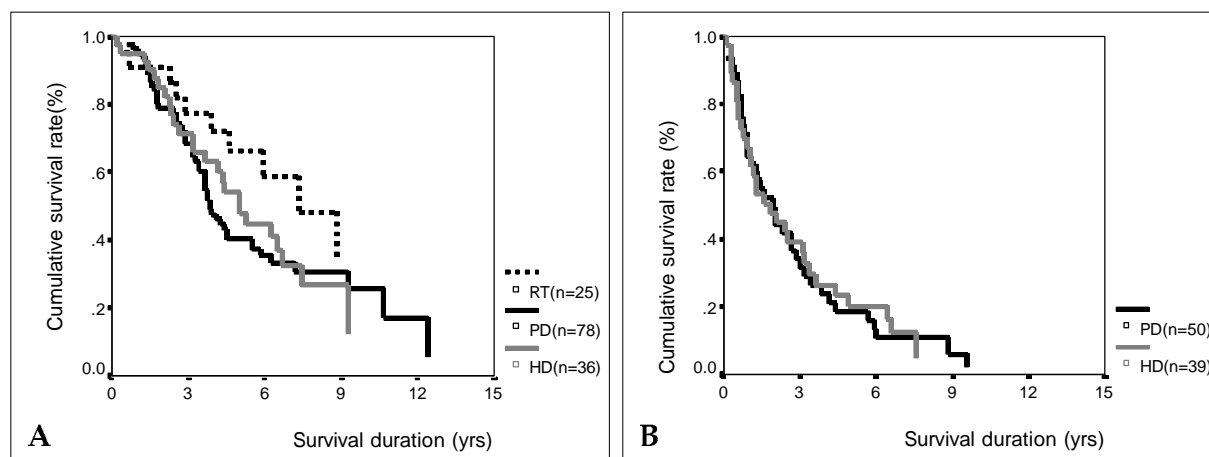 Cumulative survival rate(%)
1.0
.8
.6
.4
.2
0.0
0 3 6 9 12 15
RT(n=25)
PD(n=78)
HD(n=36)
A
Survival duration (yrs)
Cumulative survival rate (%)
1.0
.8
.6
.4
.2
0.0
0 3 6 9 12 15
PD(n=50)
HD(n=39)
B
Survival duration (yrs)